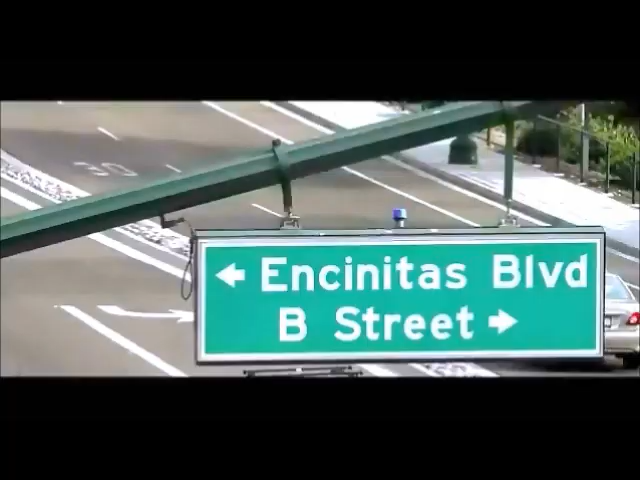 ← Encinitas Blvd
B Street →